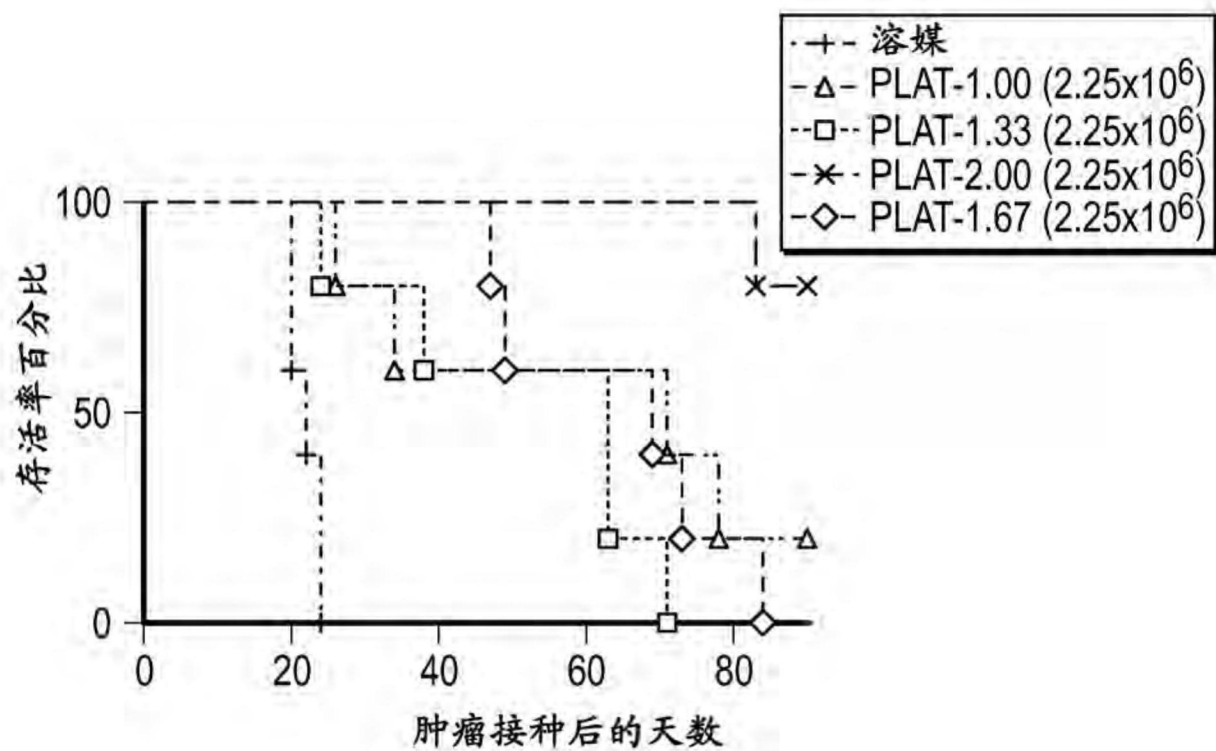 溶媒
PLAT-1.00 (2.25x10⁶)
PLAT-1.33 (2.25x10⁶)
PLAT-2.00 (2.25x10⁶)
PLAT-1.67 (2.25x10⁶)
100
50
0
存活率百分比
0 20 40 60 80
肿瘤接种后的天数